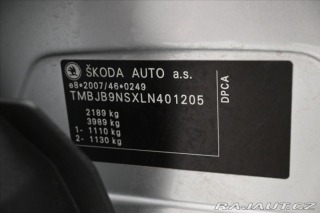 ŠKODA AUTO a.s.
e8*2007/46*0249
TMBJB9NSXLN401205
2189 kg
3989 kg
1- 1110 kg
2- 1130 kg
DPCA
RAJAUT.CZ